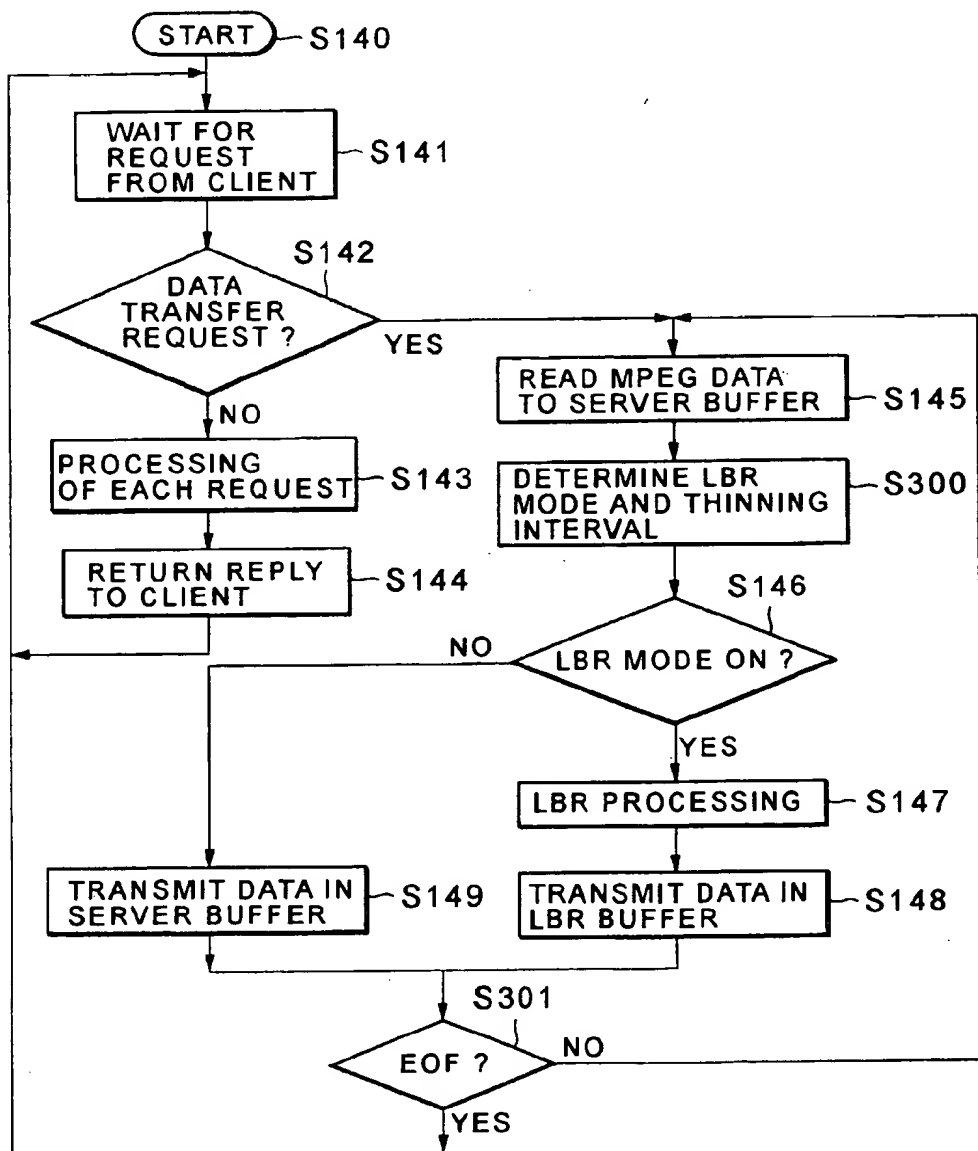 START
S140
WAIT FOR
REQUEST
FROM CLIENT
S141
S142
DATA
TRANSFER
REQUEST ?
YES
NO
READ MPEG DATA
TO SERVER BUFFER
S145
PROCESSING
OF EACH REQUEST
S143
DETERMINE LBR
MODE AND THINNING
INTERVAL
S300
RETURN REPLY
TO CLIENT
S144
S146
NO
LBR MODE ON ?
YES
LBR PROCESSING
S147
TRANSMIT DATA IN
SERVER BUFFER
S149
TRANSMIT DATA IN
LBR BUFFER
S148
S301
EOF ?
NO
YES